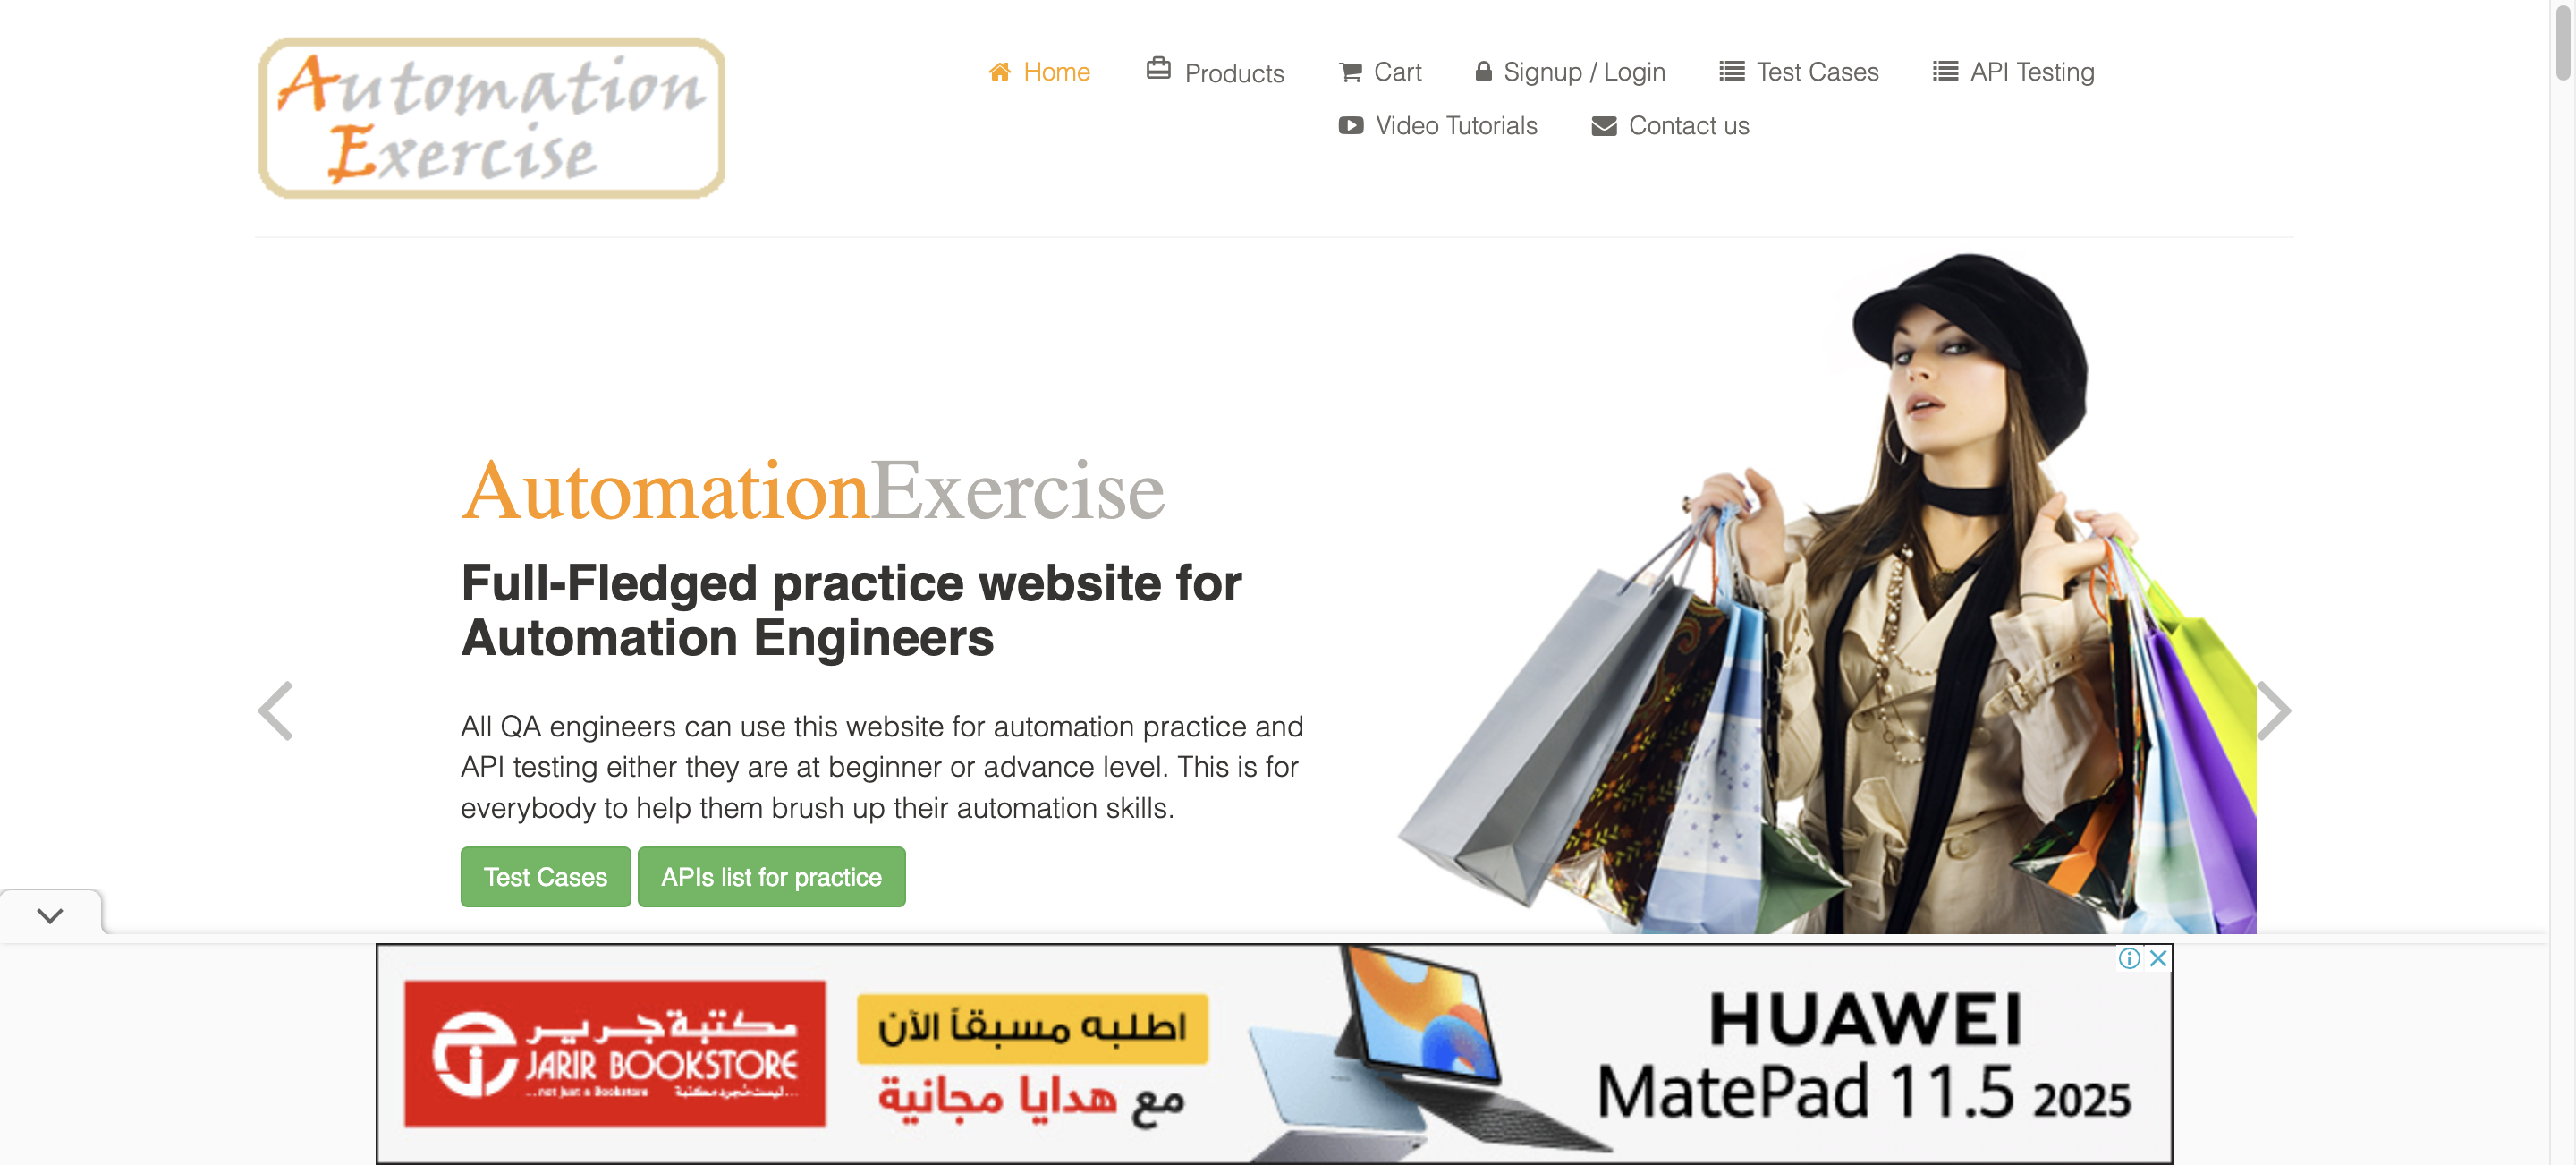 Automation
Exercise
Home
Products
Cart
Signup / Login
Test Cases
API Testing
Video Tutorials
Contact us
AutomationExercise
Full-Fledged practice website for
Automation Engineers
All QA engineers can use this website for automation practice and
API testing either they are at beginner or advance level. This is for
everybody to help them brush up their automation skills.
Test Cases
APIs list for practice
مكتبة جرير
JARIR BOOKSTORE
...not just a Bookstore
ليست مجرد مكتبة...
اطلبه مسبقاً الآن
مع هدايا مجانية
HUAWEI
MatePad 11.5 2025